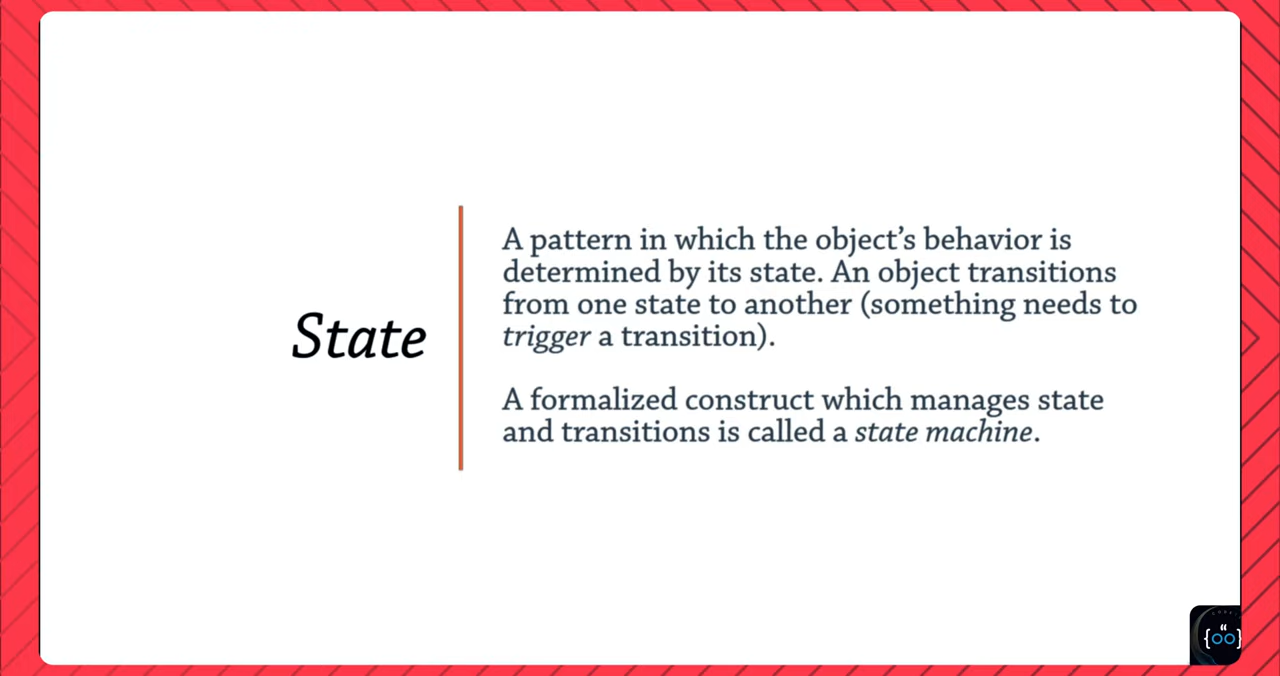 State
A pattern in which the object’s behavior is
determined by its state. An object transitions
from one state to another (something needs to
trigger a transition).
A formalized construct which manages state
and transitions is called a state machine.